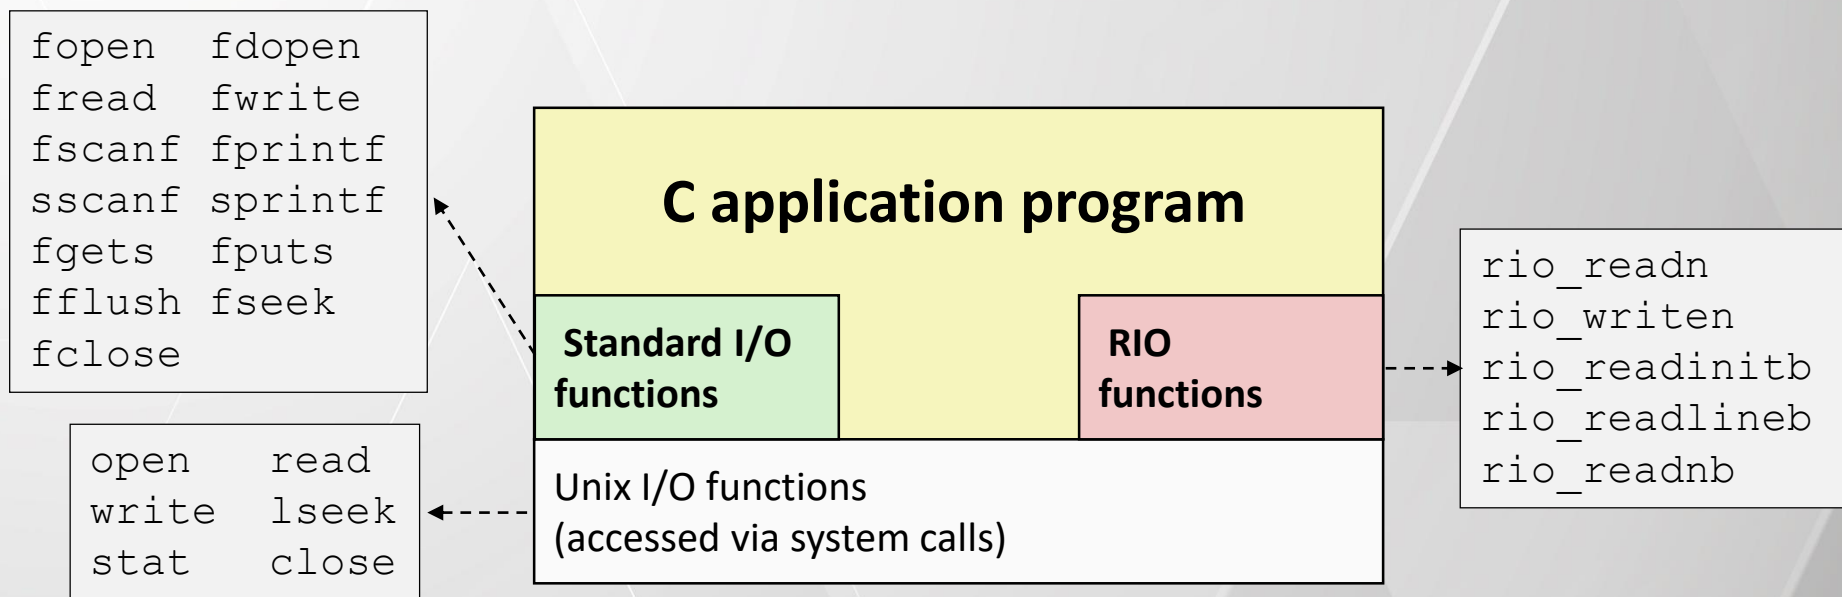 fopen fdopen
fread fwrite
fscanf fprintf
sscanf sprintf
fgets fputs
fflush fseek
fclose
open read
write lseek
stat close
C application program
Standard I/O
functions
RIO
functions
Unix I/O functions
(accessed via system calls)
rio_readn
rio_writen
rio_readinitb
rio_readlineb
rio_readnb